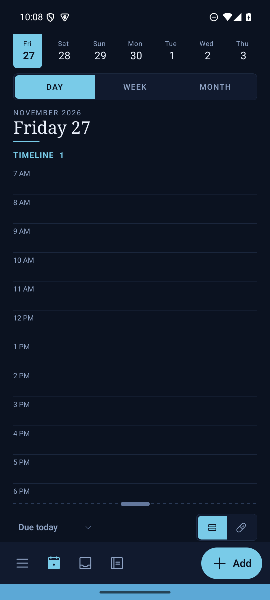 10:08
Fri Sat Sun Mon Tue Wed Thu
27 28 29 30 1 2 3
DAY WEEK MONTH
NOVEMBER 2026
Friday 27
TIMELINE 1
7 AM
8 AM
9 AM
10 AM
11 AM
12 PM
1 PM
2 PM
3 PM
4 PM
5 PM
6 PM
Due today
Add